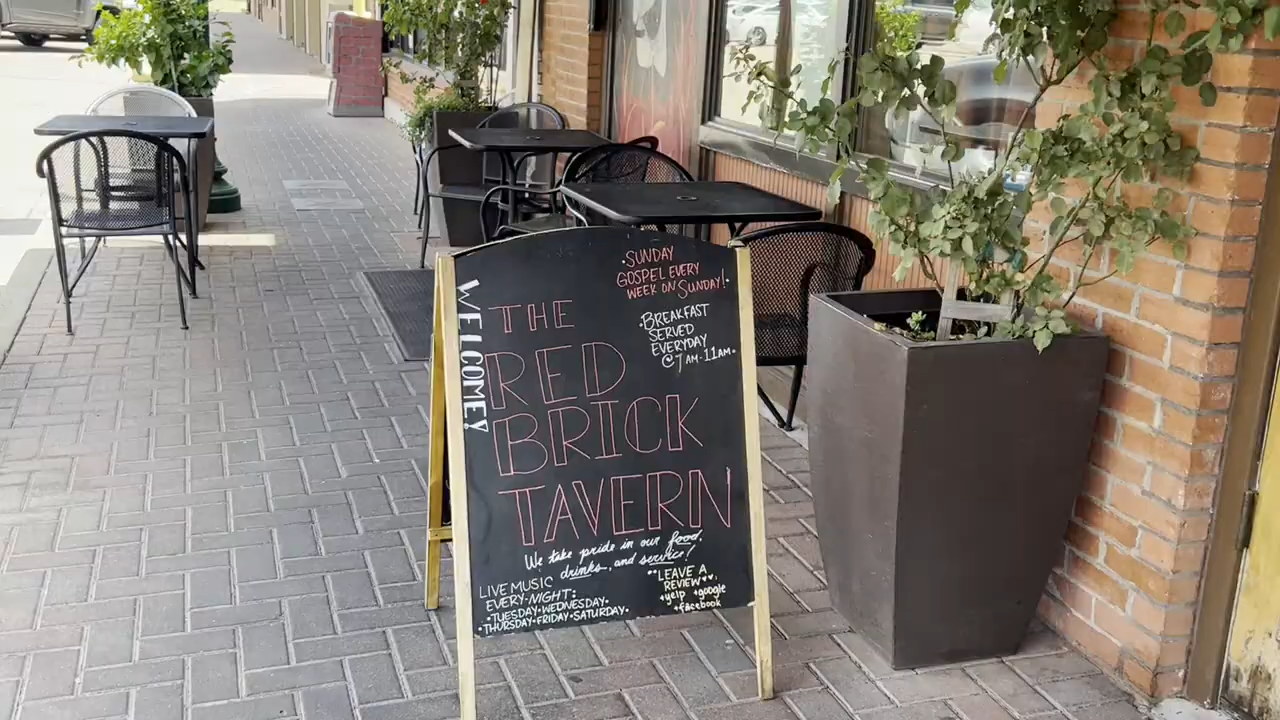 WELCOME!
•SUNDAY
GOSPEL EVERY
WEEK ON SUNDAY!•
•BREAKFAST
SERVED
EVERYDAY
@7AM-11AM•
THE
RED
BRICK
TAVERN
We take pride in our food,
drinks, and service!
LIVE MUSIC
EVERY•NIGHT:
•TUESDAY•WEDNESDAY•
•THURSDAY•FRIDAY•SATURDAY•
LEAVE A
REVIEW
+yelp +google
+facebook